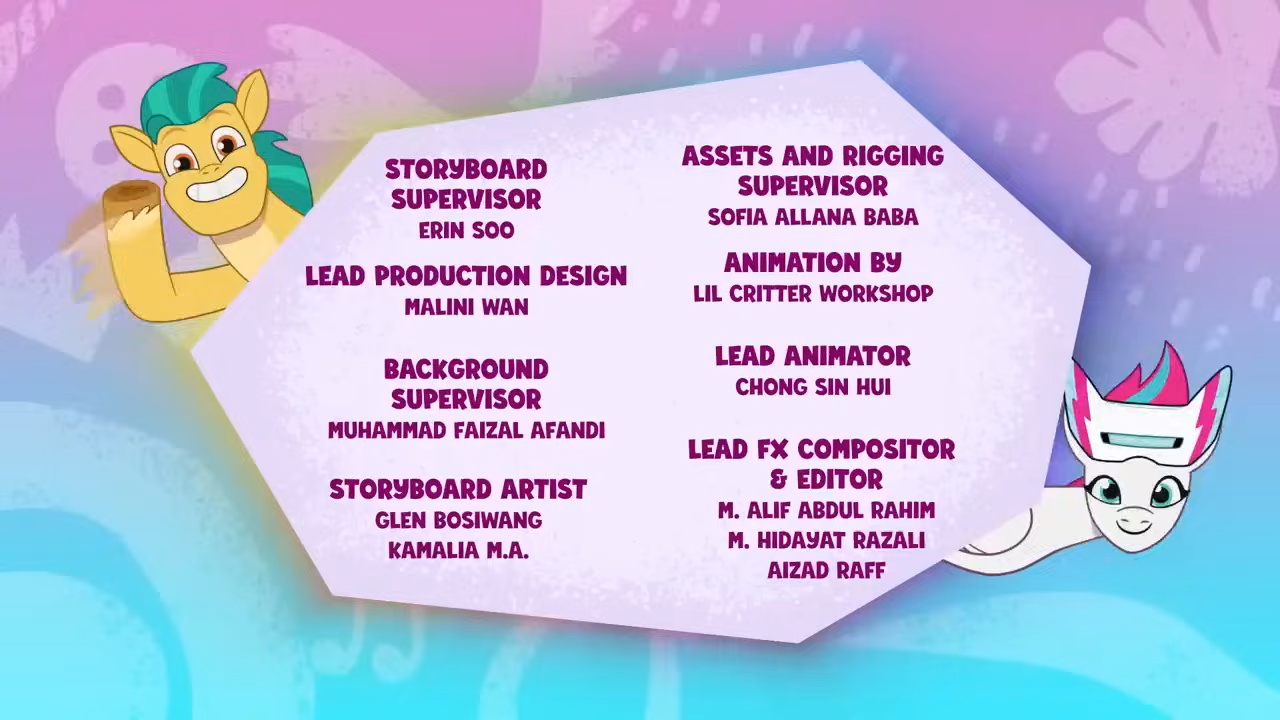 STORYBOARD
SUPERVISOR
ERIN SOO
LEAD PRODUCTION DESIGN
MALINI WAN
BACKGROUND
SUPERVISOR
MUHAMMAD FAIZAL AFANDI
STORYBOARD ARTIST
GLEN BOSIWANG
KAMALIA M.A.
ASSETS AND RIGGING
SUPERVISOR
SOFIA ALLANA BABA
ANIMATION BY
LIL CRITTER WORKSHOP
LEAD ANIMATOR
CHONG SIN HUI
LEAD FX COMPOSITOR
& EDITOR
M. ALIF ABDUL RAHIM
M. HIDAYAT RAZALI
AIZAD RAFF